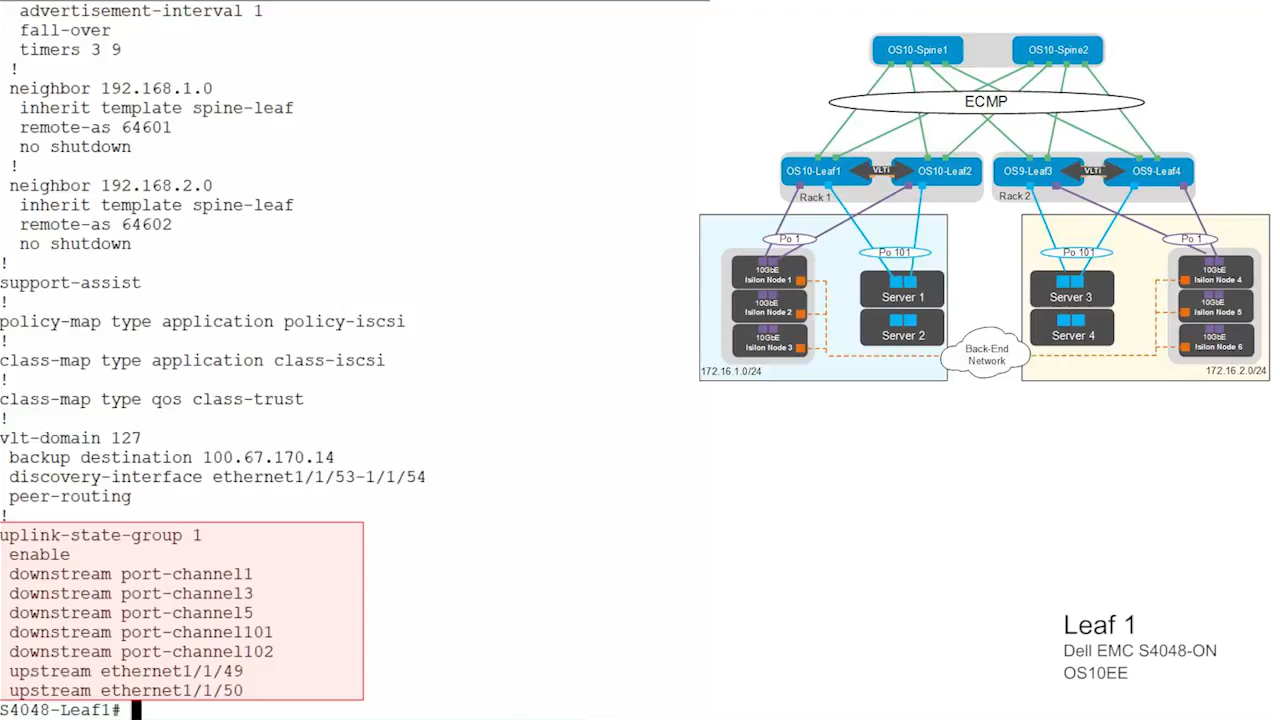 advertisement-interval 1
fall-over
timers 3 9
!
neighbor 192.168.1.0
inherit template spine-leaf
remote-as 64601
no shutdown
!
neighbor 192.168.2.0
inherit template spine-leaf
remote-as 64602
no shutdown
!
support-assist
!
policy-map type application policy-iscsi
!
class-map type application class-iscsi
!
class-map type qos class-trust
!
vlt-domain 127
backup destination 100.67.170.14
discovery-interface ethernet1/1/53-1/1/54
peer-routing
!
uplink-state-group 1
enable
downstream port-channel1
downstream port-channel3
downstream port-channel5
downstream port-channel101
downstream port-channel102
upstream ethernet1/1/49
upstream ethernet1/1/50
S4048-Leaf1#
OS10-Spine1
OS10-Spine2
ECMP
OS10-Leaf1
VLTi
OS10-Leaf2
OS9-Leaf3
VLTi
OS9-Leaf4
Rack 1
Rack 2
Po 1
Po 101
Po 101
Po 1
10GbE
Isilon Node 1
10GbE
Isilon Node 2
10GbE
Isilon Node 3
Server 1
Server 2
Server 3
Server 4
10GbE
Isilon Node 4
10GbE
Isilon Node 5
10GbE
Isilon Node 6
Back-End
Network
172.16.1.0/24
172.16.2.0/24
Leaf 1
Dell EMC S4048-ON
OS10EE